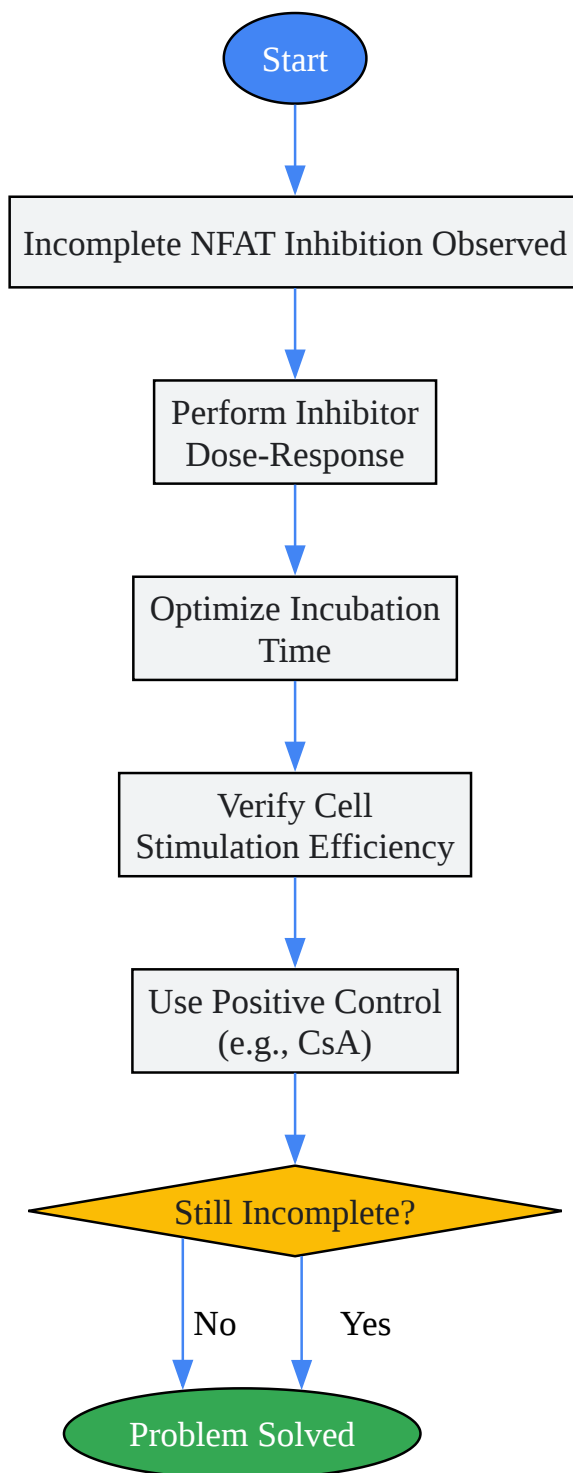 Start
Incomplete NFAT Inhibition Observed
Perform Inhibitor
Dose-Response
Optimize Incubation
Time
Verify Cell
Stimulation Efficiency
Use Positive Control
(e.g., CsA)
Still Incomplete?
No
Yes
Problem Solved